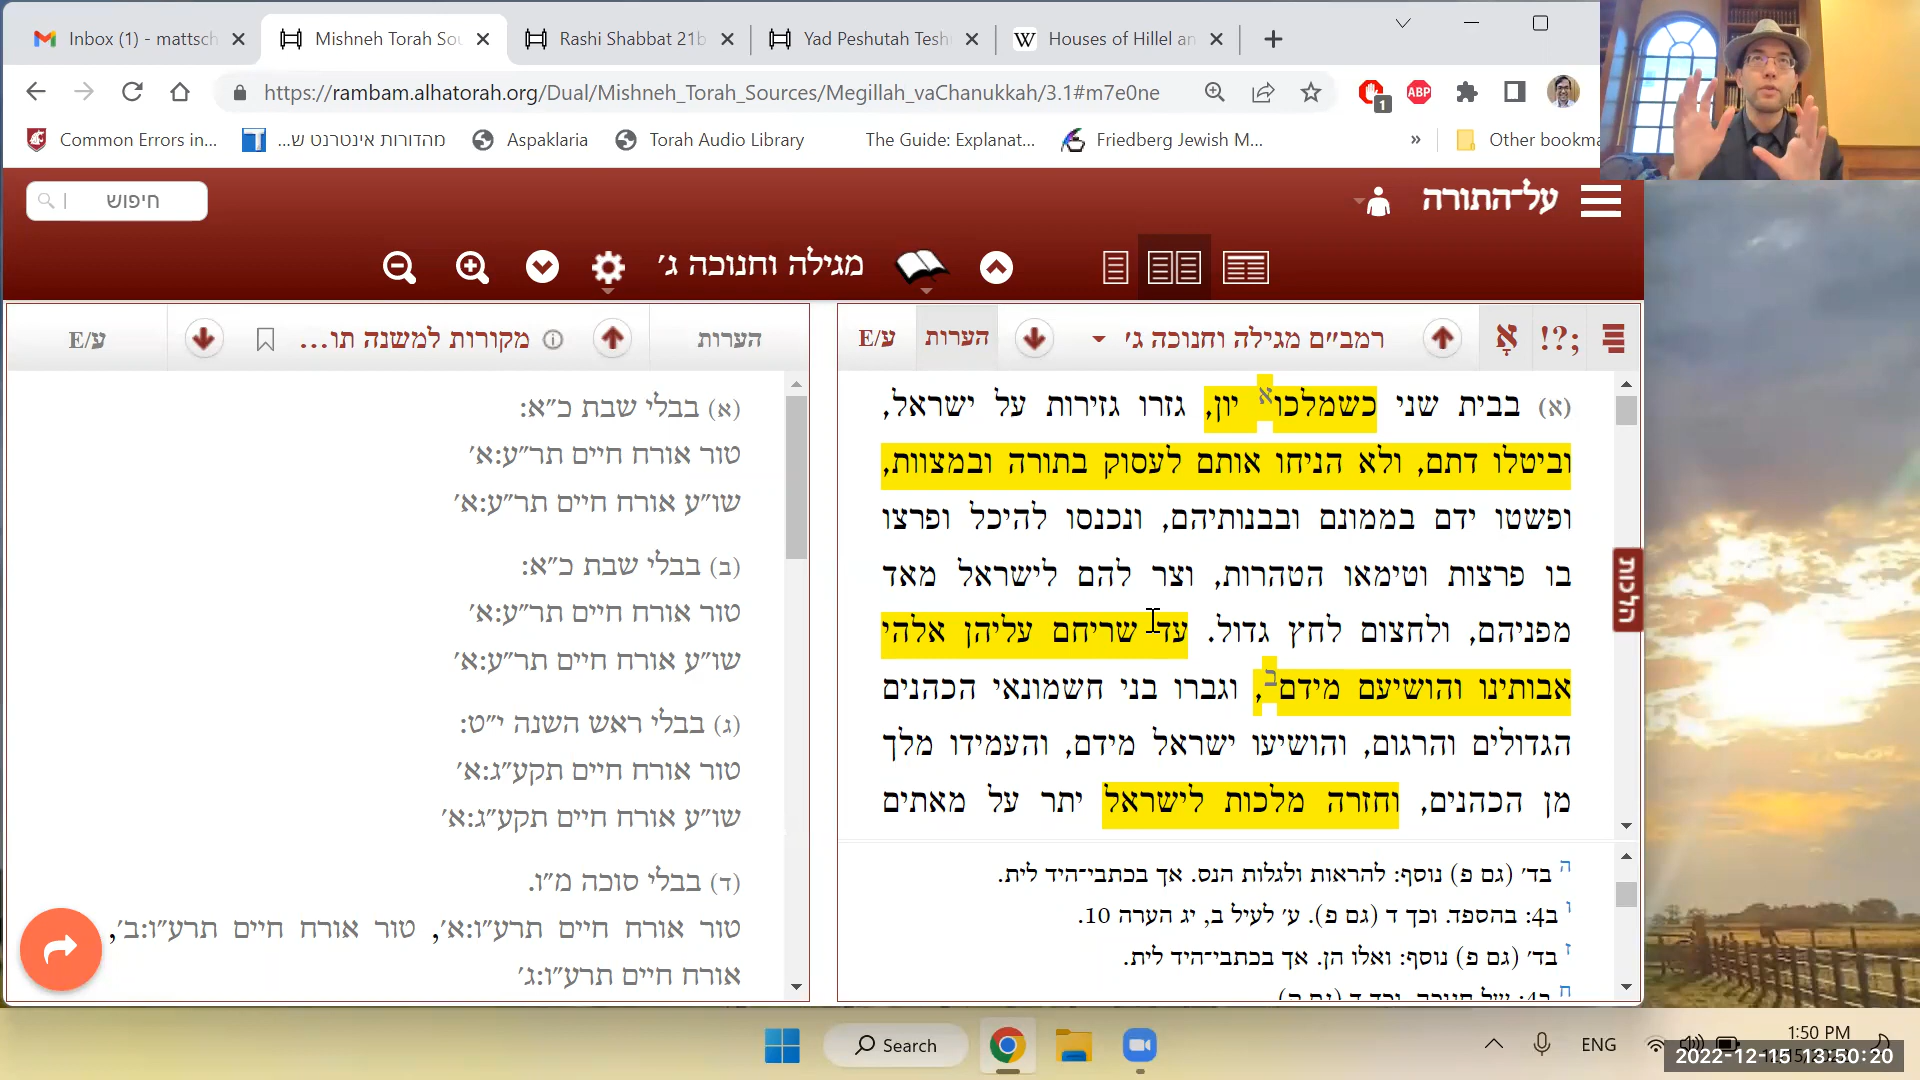 Inbox (1) - mattsch
Mishneh Torah Sou
Rashi Shabbat 21b
Yad Peshutah Tesh
W Houses of Hillel an
https://rambam.alhatorah.org/Dual/Mishneh_Torah_Sources/Megillah_vaChanukkah/3.1#m7e0ne
1
ABP
Common Errors in...
מהדורות אינטרנט ש...
Aspaklaria
Torah Audio Library
The Guide: Explanat...
Friedberg Jewish M...
»
Other bookma
חיפוש
על־התורה
מגילה וחנוכה ג׳
ע/E
מקורות למשנה תו...
הערות
ע/E
הערות
רמב״ם מגילה וחנוכה ג׳
אָ
!?;
(א) בבית שני כשמלכוא יון, גזרו גזירות על ישראל,
וביטלו דתם, ולא הניחו אותם לעסוק בתורה ובמצוות,
ופשטו ידם בממונם ובבנותיהם, ונכנסו להיכל ופרצו
בו פרצות וטימאו הטהרות, וצר להם לישראל מאד
מפניהם, ולחצום לחץ גדול. עד שריחם עליהן אלהי
אבותינו והושיעם מידםב, וגברו בני חשמונאי הכהנים
הגדולים והרגום, והושיעו ישראל מידם, והעמידו מלך
מן הכהנים, וחזרה מלכות לישראל יתר על מאתים
הלכות
ה בד׳ (גם פ) נוסף: להראות ולגלות הנס. אך בכתבי־היד לית.
ו ב4: בהספד. וכך ד (גם פ). ע׳ לעיל ב, יג הערה 10.
ז בד׳ (גם פ) נוסף: ואלו הן. אך בכתבי־היד לית.
(א) בבלי שבת כ״א:
טור אורח חיים תר״ע:א׳
שו״ע אורח חיים תר״ע:א׳
(ב) בבלי שבת כ״א:
טור אורח חיים תר״ע:א׳
שו״ע אורח חיים תר״ע:א׳
(ג) בבלי ראש השנה י״ט:
טור אורח חיים תקע״ג:א׳
שו״ע אורח חיים תקע״ג:א׳
(ד) בבלי סוכה מ״ו.
טור אורח חיים תרע״ו:א׳, טור אורח חיים תרע״ו:ב׳,
אורח חיים תרע״ו:ג׳
Search
ENG
1:50 PM
2022-12-15 13:50:20